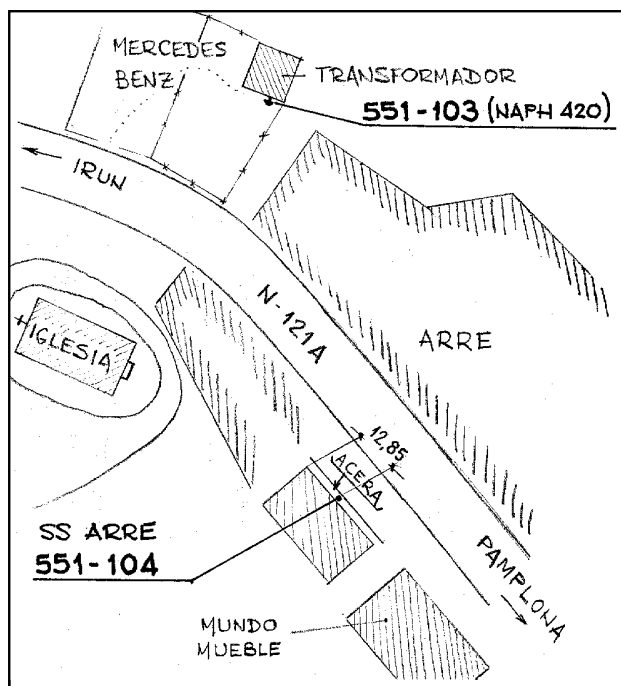 MERCEDES
BENZ
TRANSFORMADOR
551-103 (NAPH 420)
IRUN
N-121A
ARRE
IGLESIA
12,85
ACERA
SS ARRE
551-104
PAMPLONA
MUNDO
MUEBLE